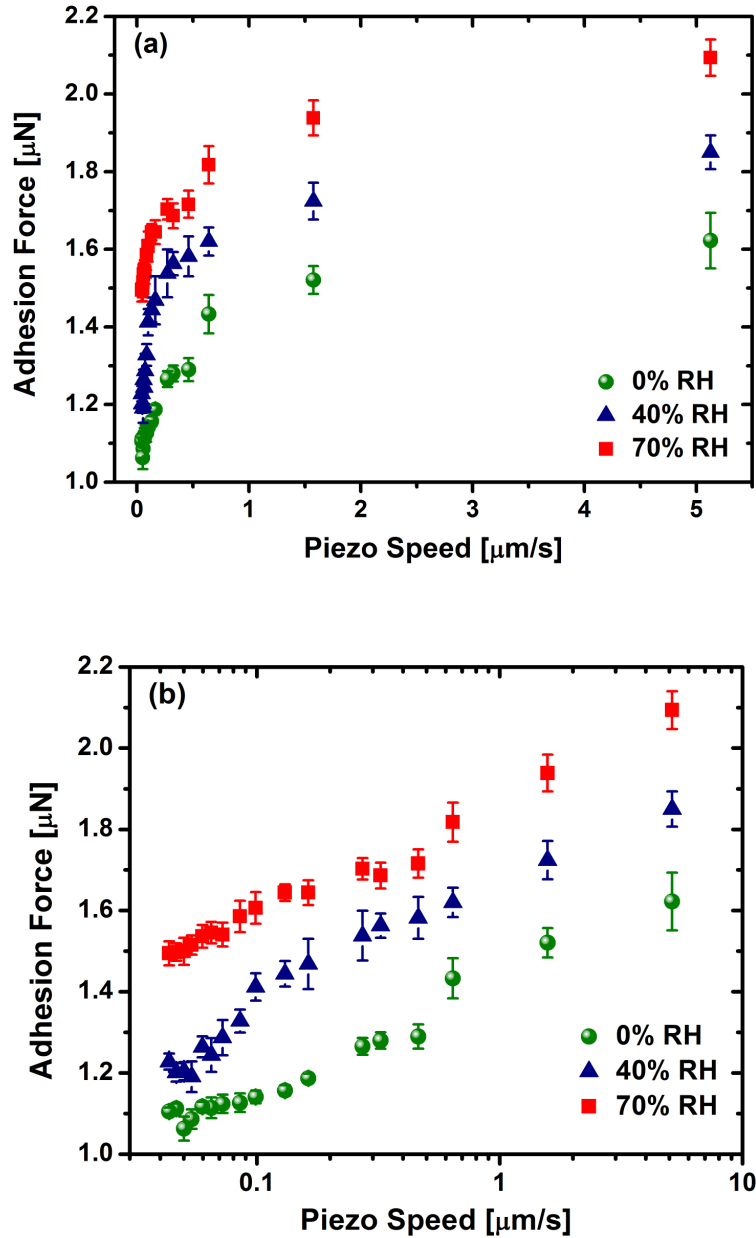 (a)
Adhesion Force [μN]
2.2
2.0
1.8
1.6
1.4
1.2
1.0
0% RH
40% RH
70% RH
0 1 2 3 4 5
Piezo Speed [μm/s]
(b)
Adhesion Force [μN]
2.2
2.0
1.8
1.6
1.4
1.2
1.0
0% RH
40% RH
70% RH
0.1 1 10
Piezo Speed [μm/s]